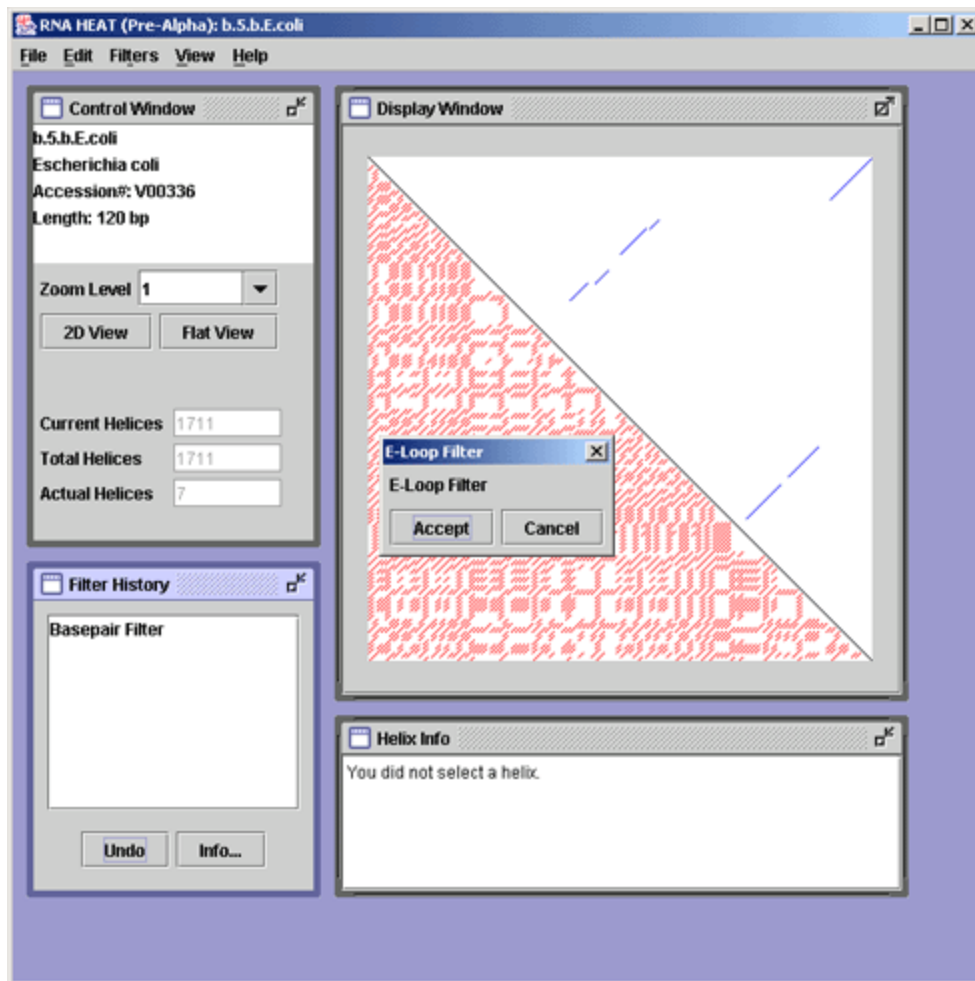 RNA HEAT (Pre-Alpha): b.5.b.E.coli
File Edit Filters View Help
Control Window
b.5.b.E.coli
Escherichia coli
Accession#: V00336
Length: 120 bp
Zoom Level 1
2D View Flat View
Current Helices 1711
Total Helices 1711
Actual Helices 7
Filter History
Basepair Filter
Undo Info...
Display Window
E-Loop Filter
E-Loop Filter
Accept Cancel
Helix Info
You did not select a helix.